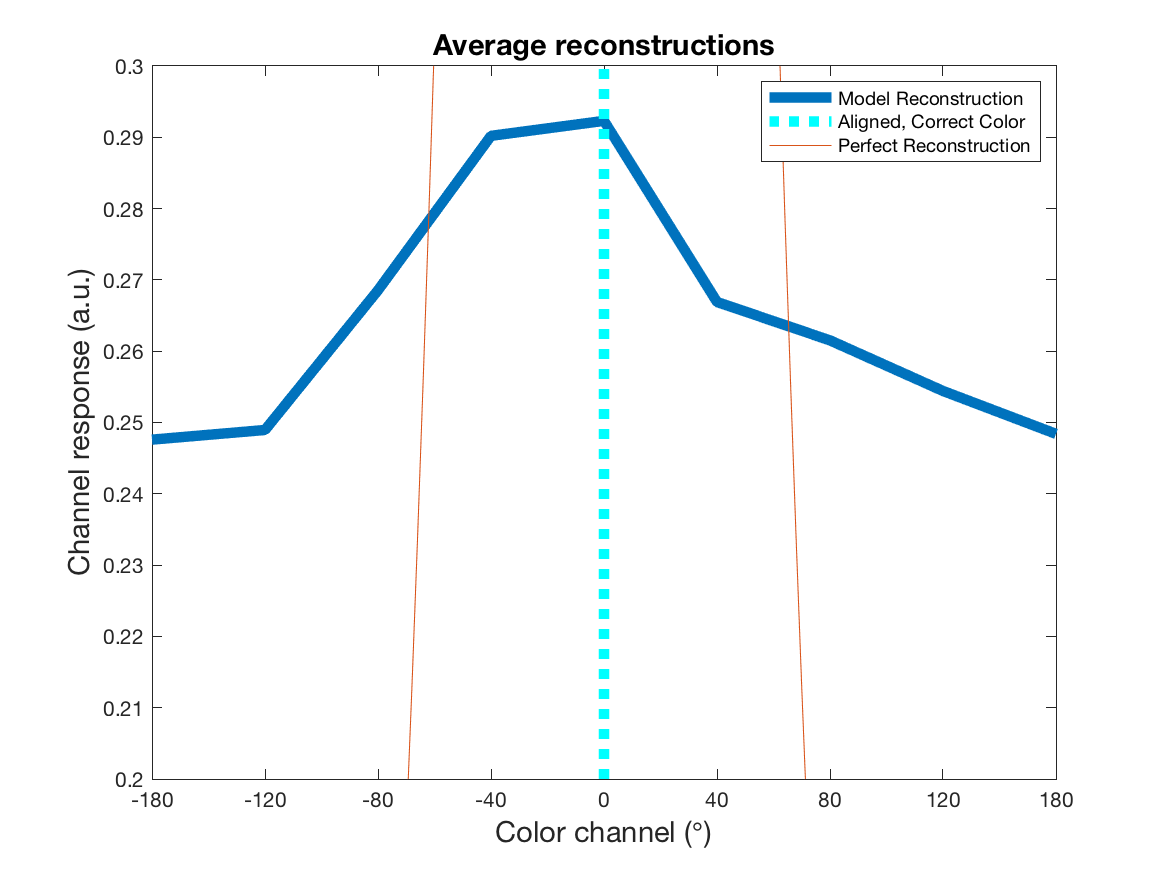 Average reconstructions
Model Reconstruction
Aligned, Correct Color
Perfect Reconstruction
0.3
0.29
0.28
0.27
0.26
0.25
0.24
0.23
0.22
0.21
0.2
Channel response (a.u.)
-180 -120 -80 -40 0 40 80 120 180
Color channel (°)